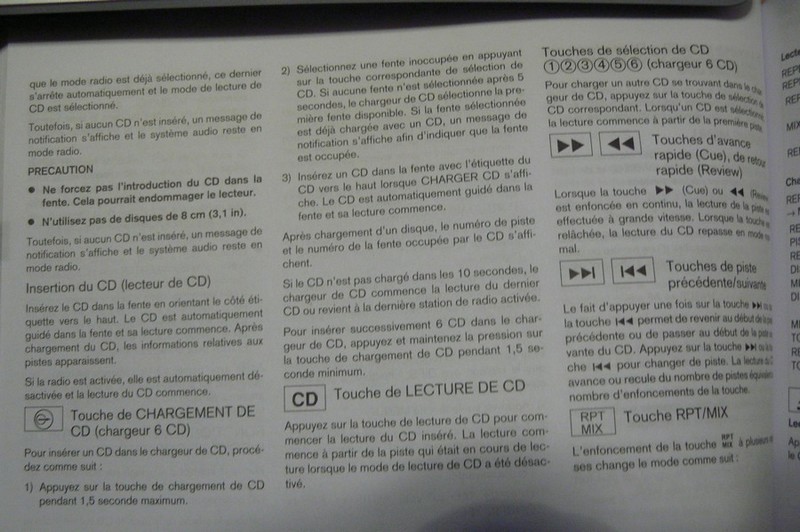 que le mode radio est déjà sélectionné, ce dernier
s'arrête automatiquement et le mode de lecture de
CD est sélectionné.
Toutefois, si aucun CD n'est inséré, un message de
notification s'affiche et le système audio reste en
mode radio.
PRECAUTION
● Ne forcez pas l'introduction du CD dans la
fente. Cela pourrait endommager le lecteur.
● N'utilisez pas de disques de 8 cm (3,1 in).
Toutefois, si aucun CD n'est inséré, un message de
notification s'affiche et le système audio reste en
mode radio.
Insertion du CD (lecteur de CD)
Insérez le CD dans la fente en orientant le côté éti-
quette vers le haut. Le CD est automatiquement
guidé dans la fente et sa lecture commence. Après
chargement du CD, les informations relatives aux
pistes apparaissent.
Si la radio est activée, elle est automatiquement dé-
sactivée et la lecture du CD commence.
Touche de CHARGEMENT DE
CD (chargeur 6 CD)
Pour insérer un CD dans le chargeur de CD, procé-
dez comme suit :
1) Appuyez sur la touche de chargement de CD
pendant 1,5 seconde maximum.
2) Sélectionnez une fente inoccupée en appuyant
sur la touche correspondante de sélection de
CD. Si aucune fente n'est sélectionnée après 5
secondes, le chargeur de CD sélectionne la pre-
mière fente disponible. Si la fente sélectionnée
est déjà chargée avec un CD, un message de
notification s'affiche afin d'indiquer que la fente
est occupée.
3) Insérez un CD dans la fente avec l'étiquette du
CD vers le haut lorsque CHARGER CD s'affi-
che. Le CD est automatiquement guidé dans la
fente et sa lecture commence.
Après chargement d'un disque, le numéro de piste
et le numéro de la fente occupée par le CD s'affi-
chent.
Si le CD n'est pas chargé dans les 10 secondes, le
chargeur de CD commence la lecture du dernier
CD ou revient à la dernière station de radio activée.
Pour insérer successivement 6 CD dans le char-
geur de CD, appuyez et maintenez la pression sur
la touche de chargement de CD pendant 1,5 se-
conde minimum.
CD Touche de LECTURE DE CD
Appuyez sur la touche de lecture de CD pour com-
mencer la lecture du CD inséré. La lecture com-
mence à partir de la piste qui était en cours de lec-
ture lorsque le mode de lecture de CD a été désac-
tivé.
Touches de sélection de CD
①②③④⑤⑥ (chargeur 6 CD)
Pour charger un autre CD se trouvant dans le char-
geur de CD, appuyez sur la touche de sélection de
CD correspondant. Lorsqu'un CD est sélectionné,
la lecture commence à partir de la première piste.
Touches d'avance
rapide (Cue), de retour
rapide (Review)
Lorsque la touche ▶▶ (Cue) ou ◀◀ (Review)
est enfoncée en continu, la lecture de la piste est
effectuée à grande vitesse. Lorsque la touche est
relâchée, la lecture du CD repasse en mode nor-
mal.
Touches de piste
précédente/suivante
Le fait d'appuyer une fois sur la touche ▶▶I ou
la touche I◀◀ permet de revenir au début de la piste
précédente ou de passer au début de la piste sui-
vante du CD. Appuyez sur la touche ▶▶I ou la tou-
che I◀◀ pour changer de piste. La lecture du CD
avance ou recule du nombre de pistes équivalent
nombre d'enfoncements de la touche.
RPT
MIX Touche RPT/MIX
L'enfoncement de la touche RPT MIX à plusieurs
ses change le mode comme suit :